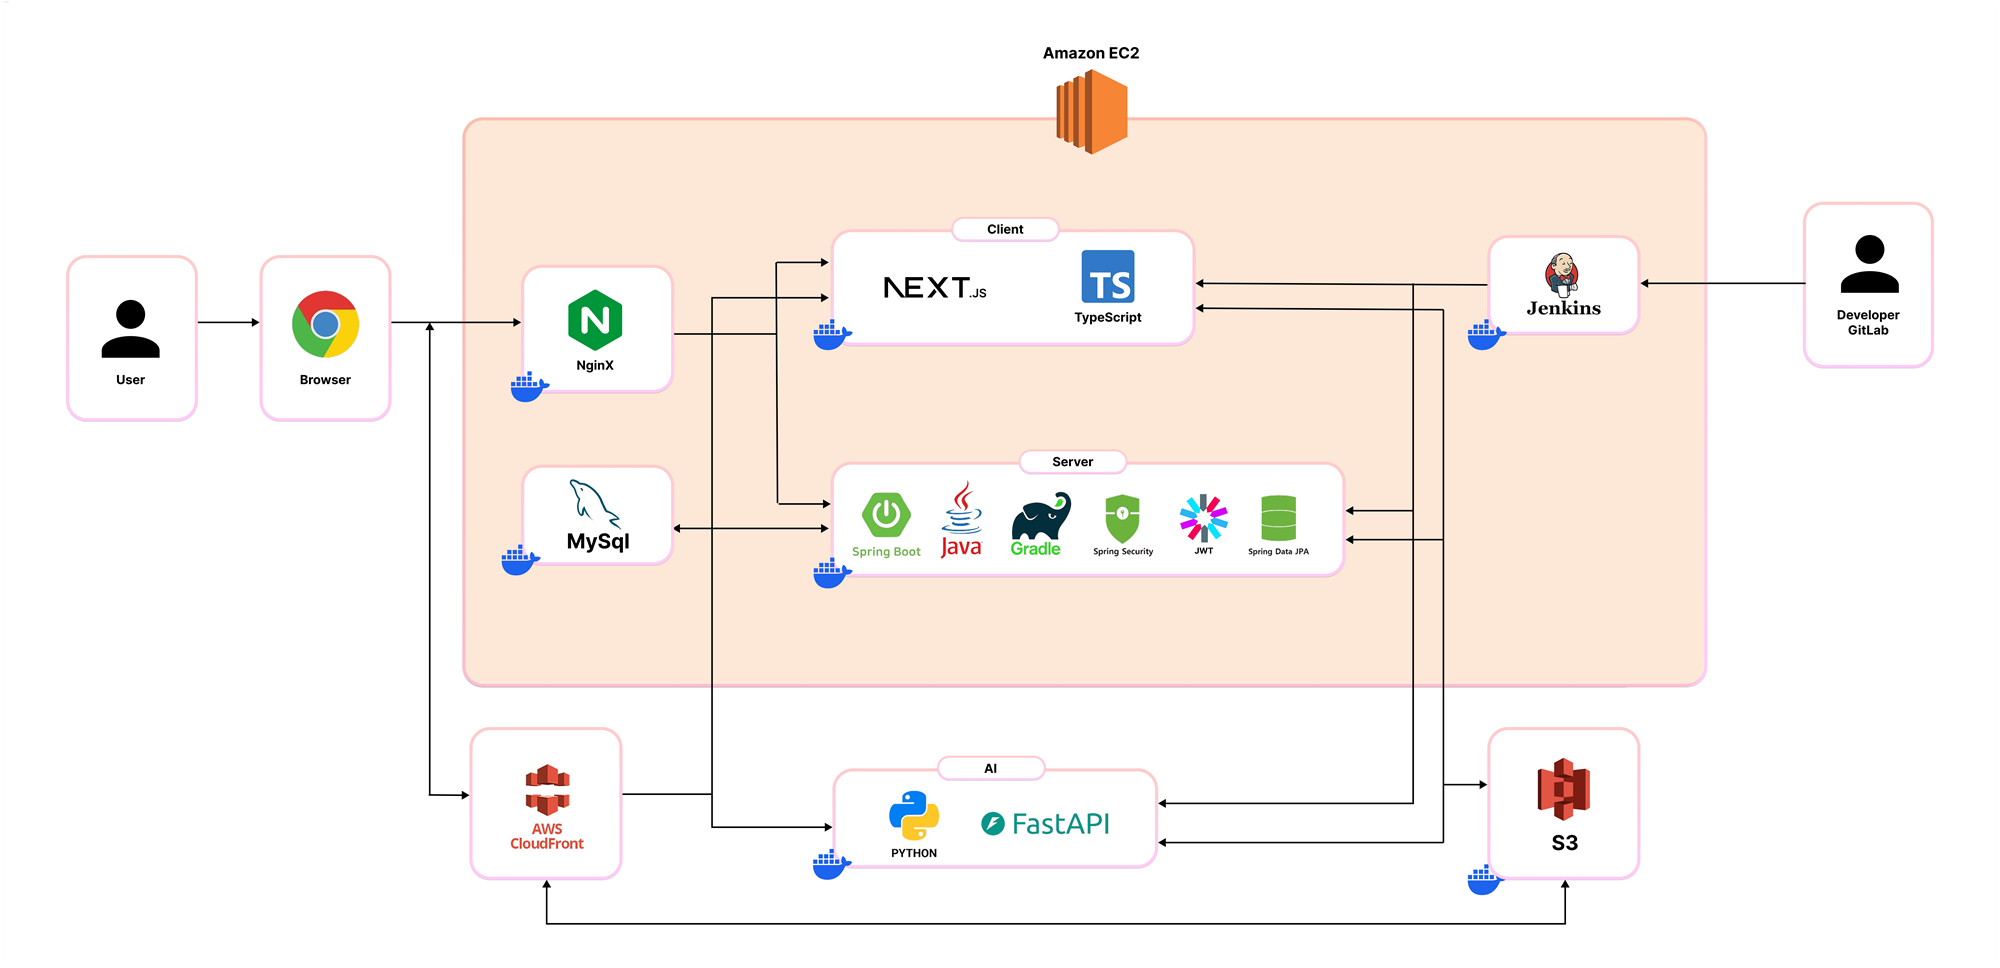 Amazon EC2
Client
NEXT.JS
TS
TypeScript
Jenkins
Developer
GitLab
User
Browser
N
NginX
Server
MySql
Spring Boot
Java
Gradle
Spring Security
JWT
Spring Data JPA
AWS
CloudFront
AI
PYTHON
FastAPI
S3